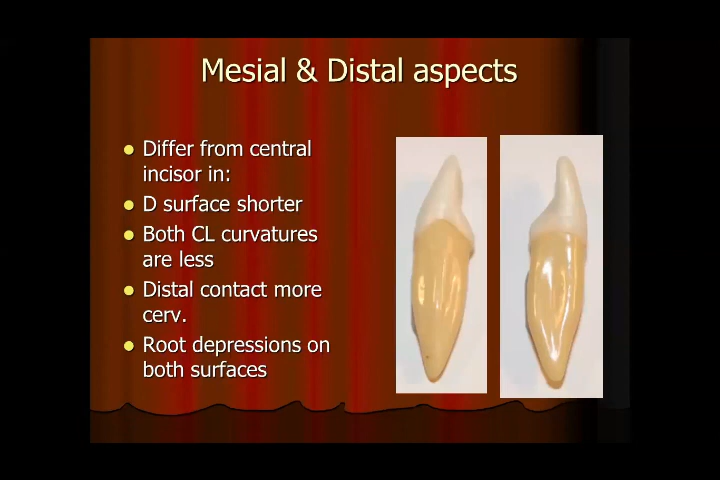 Mesial & Distal aspects
Differ from central
incisor in:
D surface shorter
Both CL curvatures
are less
Distal contact more
cerv.
Root depressions on
both surfaces